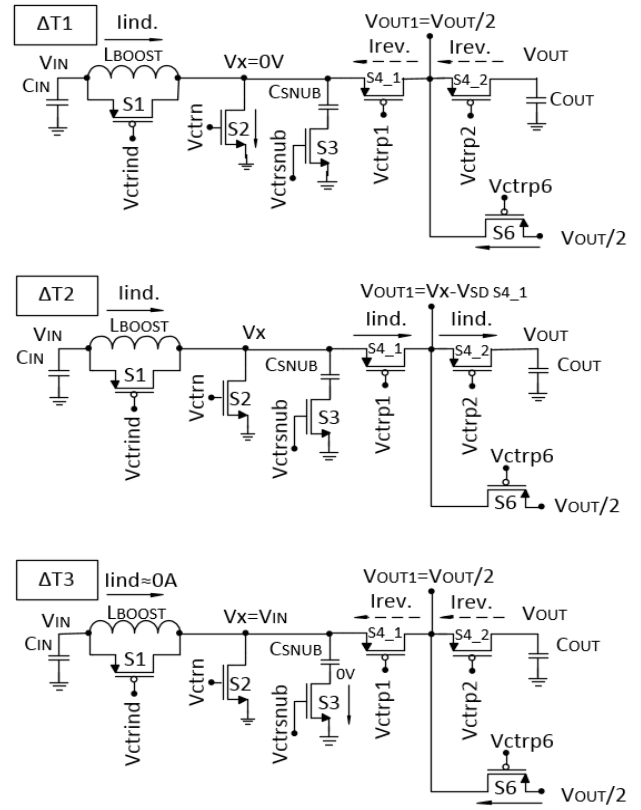 ΔT1
Iind.
VOUT1=VOUT/2
VIN
LBOOST
Vx=0V
Irev.
Irev.
VOUT
CIN
S1
CSNUB
S4_1
S4_2
COUT
Vctrn
S2
S3
Vctrind
Vctrsnub
Vctrp1
Vctrp2
Vctrp6
S6
VOUT/2
ΔT2
Iind.
VOUT1=Vx-VSD S4_1
VIN
LBOOST
Vx
Iind.
Iind.
VOUT
CIN
S1
CSNUB
S4_1
S4_2
COUT
Vctrn
S2
S3
Vctrind
Vctrsnub
Vctrp1
Vctrp2
Vctrp6
S6
VOUT/2
ΔT3
Iind≈0A
VOUT1=VOUT/2
VIN
LBOOST
Vx=VIN
Irev.
Irev.
VOUT
CIN
S1
CSNUB
S4_1
S4_2
COUT
Vctrn
S2
0V
S3
Vctrind
Vctrsnub
Vctrp1
Vctrp2
Vctrp6
S6
VOUT/2